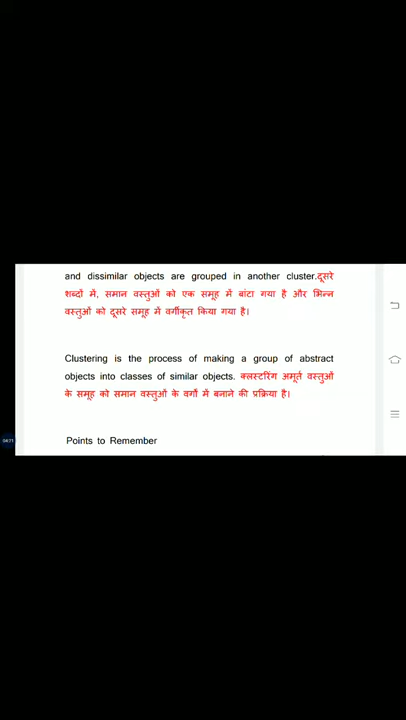 and dissimilar objects are grouped in another cluster.दूसरे
शब्दों में, समान वस्तुओं को एक समूह में बांटा गया है और भिन्न
वस्तुओं को दूसरे समूह में वर्गीकृत किया गया है।
Clustering is the process of making a group of abstract
objects into classes of similar objects. क्लस्टरिंग अमूर्त वस्तुओं
के समूह को समान वस्तुओं के वर्गों में बनाने की प्रक्रिया है।
Points to Remember
04:11